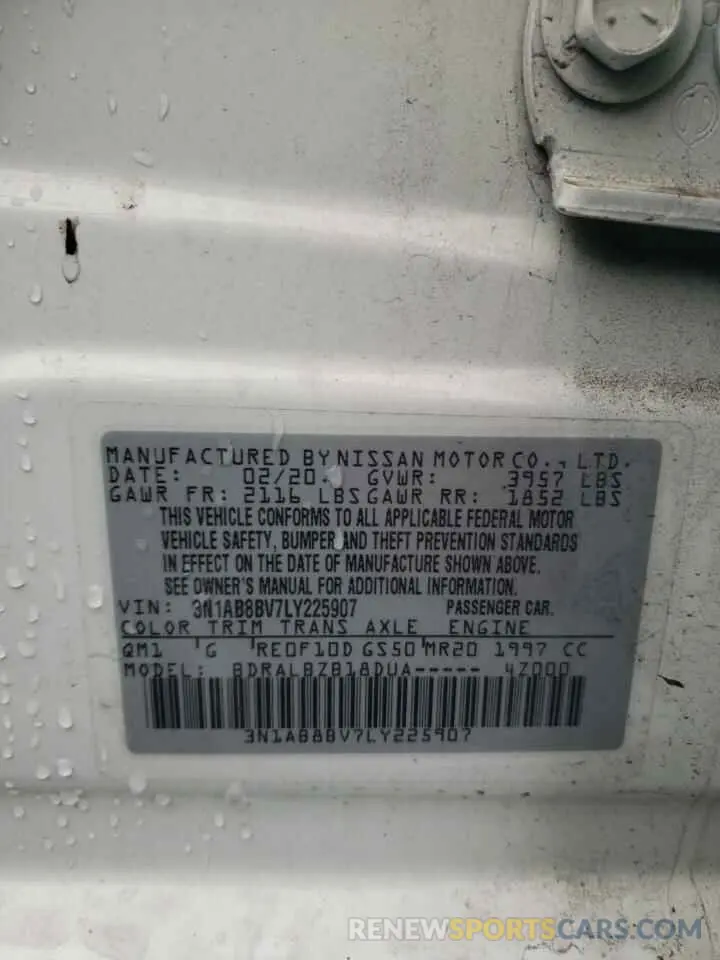 MANUFACTURED BY NISSAN MOTOR CO., LTD.
DATE: 02/20 GVWR: 3957 LBS
GAWR FR: 2116 LBS GAWR RR: 1852 LBS
THIS VEHICLE CONFORMS TO ALL APPLICABLE FEDERAL MOTOR
VEHICLE SAFETY, BUMPER AND THEFT PREVENTION STANDARDS
IN EFFECT ON THE DATE OF MANUFACTURE SHOWN ABOVE.
SEE OWNER'S MANUAL FOR ADDITIONAL INFORMATION.
VIN: 3N1AB8BV7LY225907 PASSENGER CAR.
COLOR TRIM TRANS AXLE ENGINE
QM1 G RE0F10D GS50 MR20 1997 CC
MODEL: BDRALBZB18DUA----- 4Z000
3N1AB8BV7LY225907
RENEWSPORTSCARS.COM